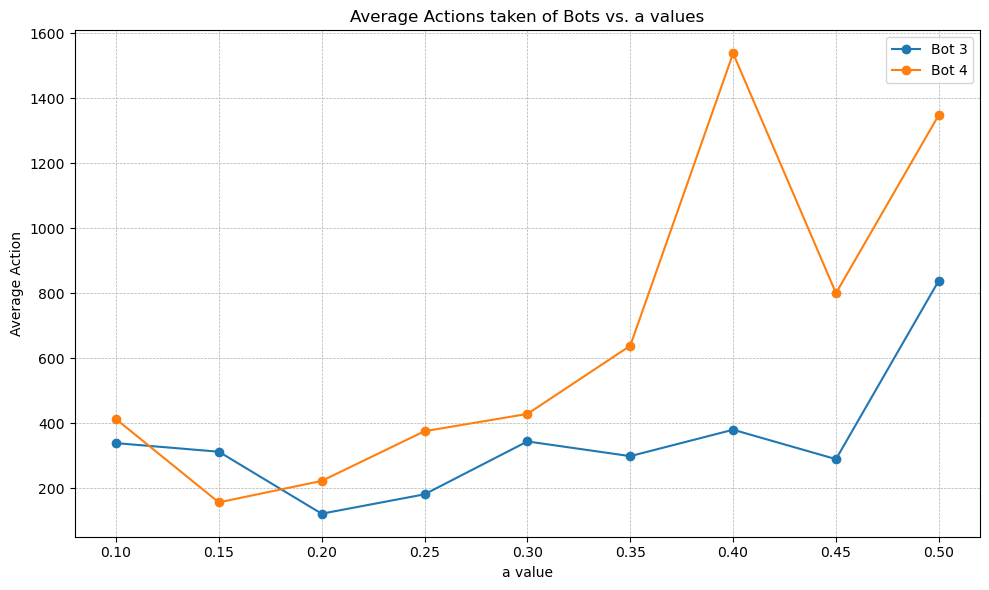 Average Actions taken of Bots vs. a values
Bot 3
Bot 4
Average Action
1600
1400
1200
1000
800
600
400
200
0.10 0.15 0.20 0.25 0.30 0.35 0.40 0.45 0.50
a value